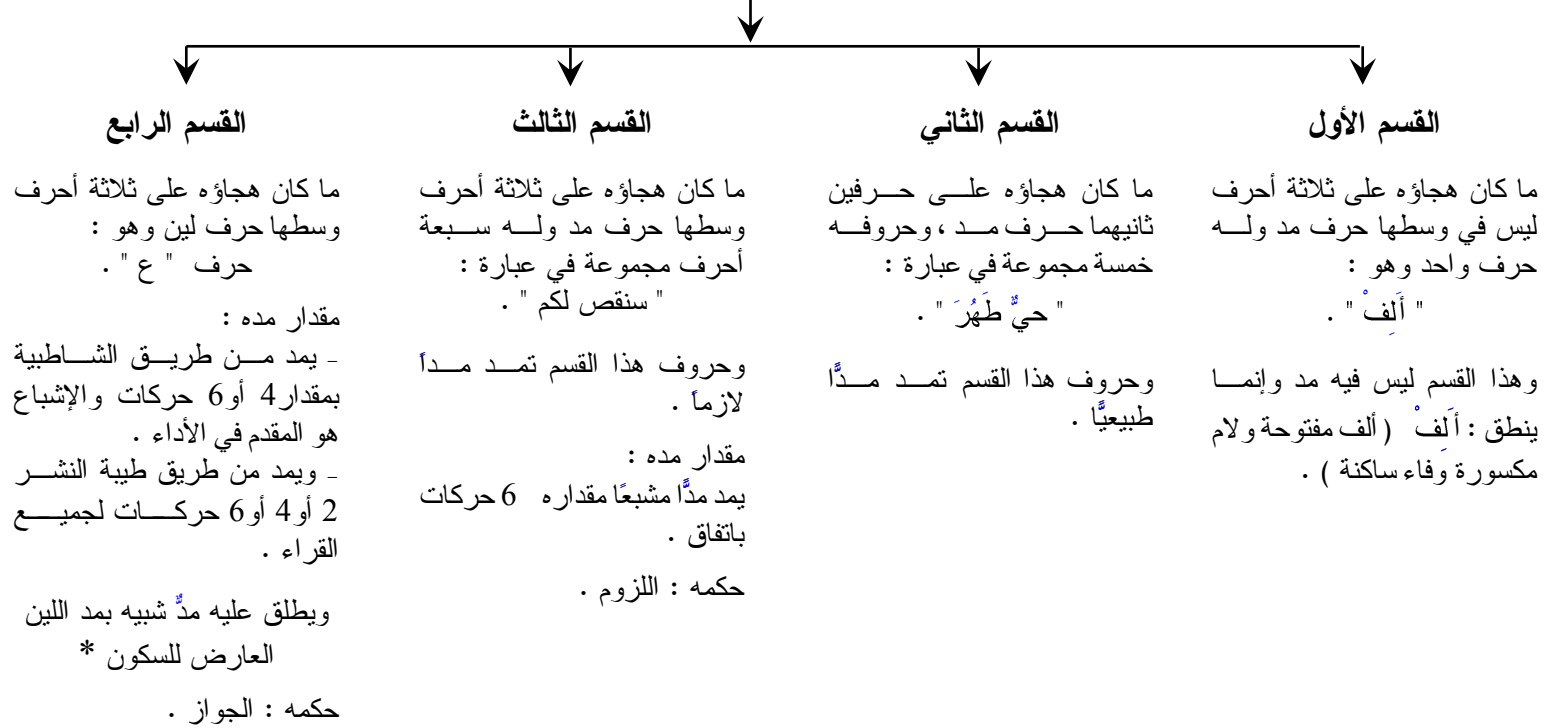 القسم الأول
ما كان هجاؤه على ثلاثة أحرف
ليس في وسطها حرف مد وله
حرف واحد وهو :
" أَلِفْ " .
وهذا القسم ليس فيه مد وإنما
ينطق : أَلِفْ ( ألف مفتوحة ولام
مكسورة وفاء ساكنة ) .
القسم الثاني
ما كان هجاؤه على حرفين
ثانيهما حرف مد ، وحروفه
خمسة مجموعة في عبارة :
" حيٌّ طَهُرَ " .
وحروف هذا القسم تمد مدًّا
طبيعيًّا .
القسم الثالث
ما كان هجاؤه على ثلاثة أحرف
وسطها حرف مد وله سبعة
أحرف مجموعة في عبارة :
" سنقص لكم " .
وحروف هذا القسم تمد مداً
لازماً .
مقدار مده :
يمد مدًّا مشبعًا مقداره 6 حركات
باتفاق .
حكمه : اللزوم .
القسم الرابع
ما كان هجاؤه على ثلاثة أحرف
وسطها حرف لين وهو :
حرف " ع " .
مقدار مده :
- يمد من طريق الشاطبية
بمقدار 4 أو 6 حركات والإشباع
هو المقدم في الأداء .
- ويمد من طريق طيبة النشر
2 أو 4 أو 6 حركات لجميع
القراء .
ويطلق عليه مدٌّ شبيه بمد اللين
العارض للسكون *
حكمه : الجواز .